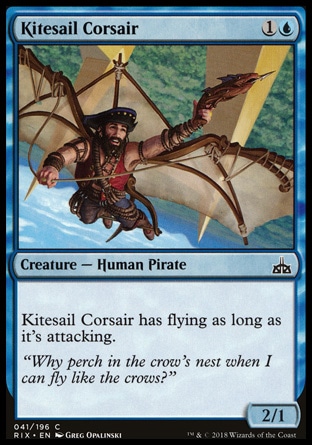 Kitesail Corsair 1
Creature — Human Pirate
Kitesail Corsair has flying as long as
it's attacking.
"Why perch in the crow's nest when I
can fly like the crows?"
2/1
041/196 C
RIX • EN Greg Opalinski
™ & © 2018 Wizards of the Coast